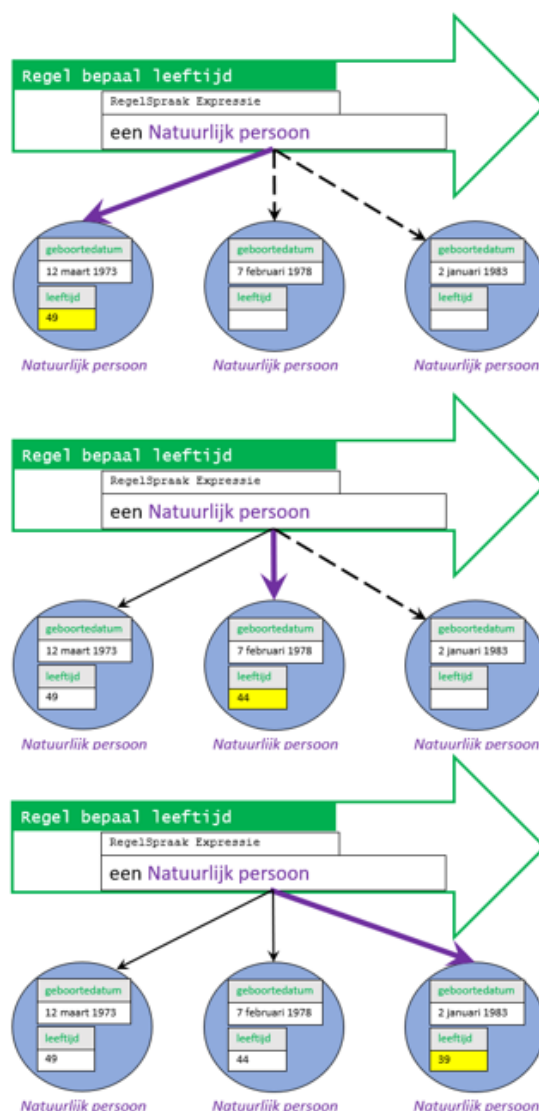 Regel bepaal leeftijd
RegelSpraak Expressie
een Natuurlijk persoon
geboortedatum
12 maart 1973
leeftijd
49
Natuurlijk persoon
geboortedatum
7 februari 1978
leeftijd
Natuurlijk persoon
geboortedatum
2 januari 1983
leeftijd
Natuurlijk persoon
Regel bepaal leeftijd
RegelSpraak Expressie
een Natuurlijk persoon
geboortedatum
12 maart 1973
leeftijd
49
Natuurlijk persoon
geboortedatum
7 februari 1978
leeftijd
44
Natuurlijk persoon
geboortedatum
2 januari 1983
leeftijd
Natuurlijk persoon
Regel bepaal leeftijd
RegelSpraak Expressie
een Natuurlijk persoon
geboortedatum
12 maart 1973
leeftijd
49
Natuurlijk persoon
geboortedatum
7 februari 1978
leeftijd
44
Natuurlijk persoon
geboortedatum
2 januari 1983
leeftijd
39
Natuurlijk persoon